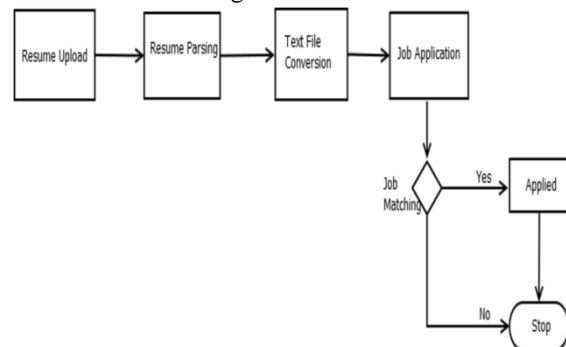 Resume Upload
Resume Parsing
Text File
Conversion
Job Application
Job
Matching
Yes
Applied
No
Stop